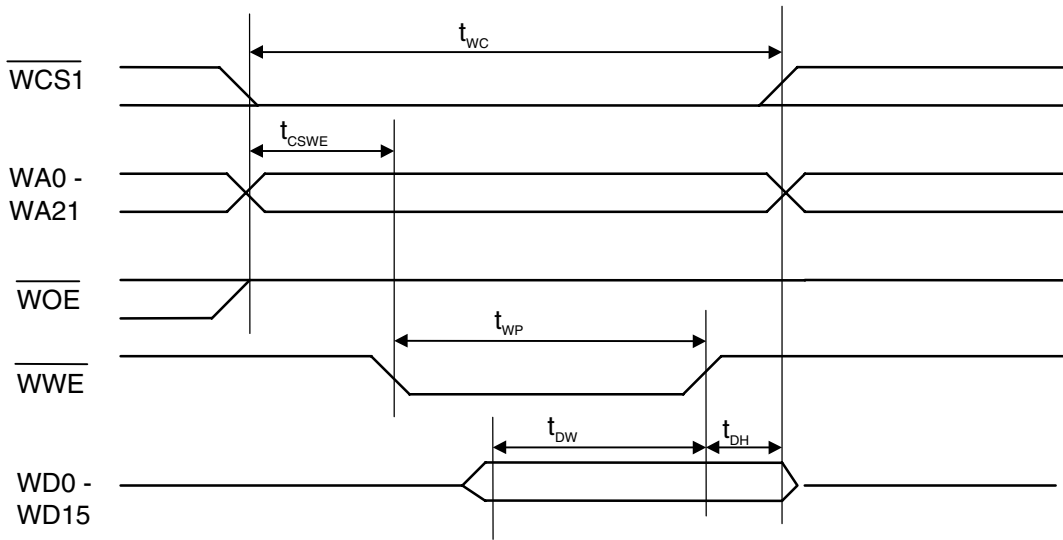 tWC
WCS1
tCSWE
WA0 -
WA21
WOE
tWP
WWE
tDW
tDH
WD0 -
WD15